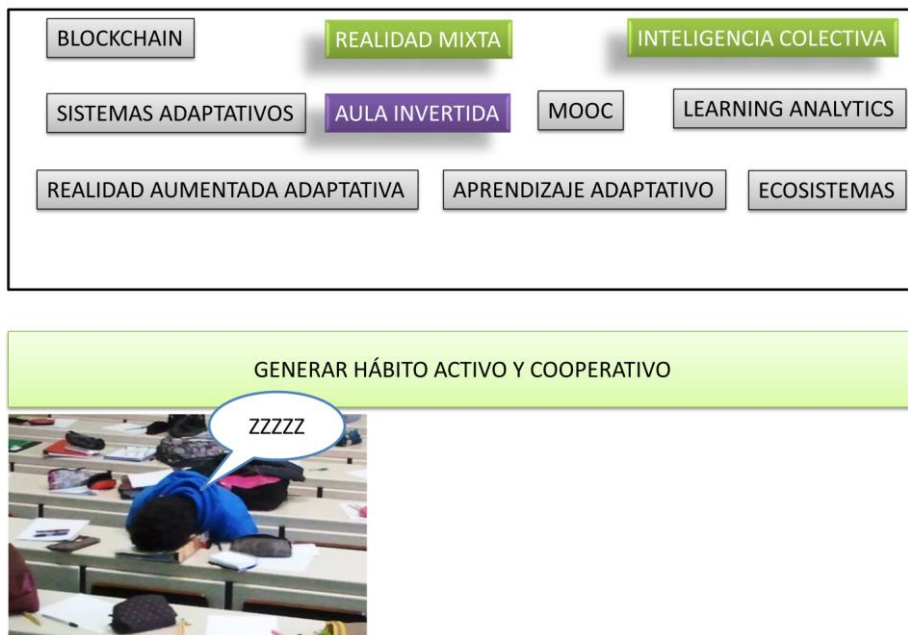 BLOCKCHAIN
REALIDAD MIXTA
INTELIGENCIA COLECTIVA
SISTEMAS ADAPTATIVOS
AULA INVERTIDA
MOOC
LEARNING ANALYTICS
REALIDAD AUMENTADA ADAPTATIVA
APRENDIZAJE ADAPTATIVO
ECOSISTEMAS
GENERAR HÁBITO ACTIVO Y COOPERATIVO
ZZZZZ